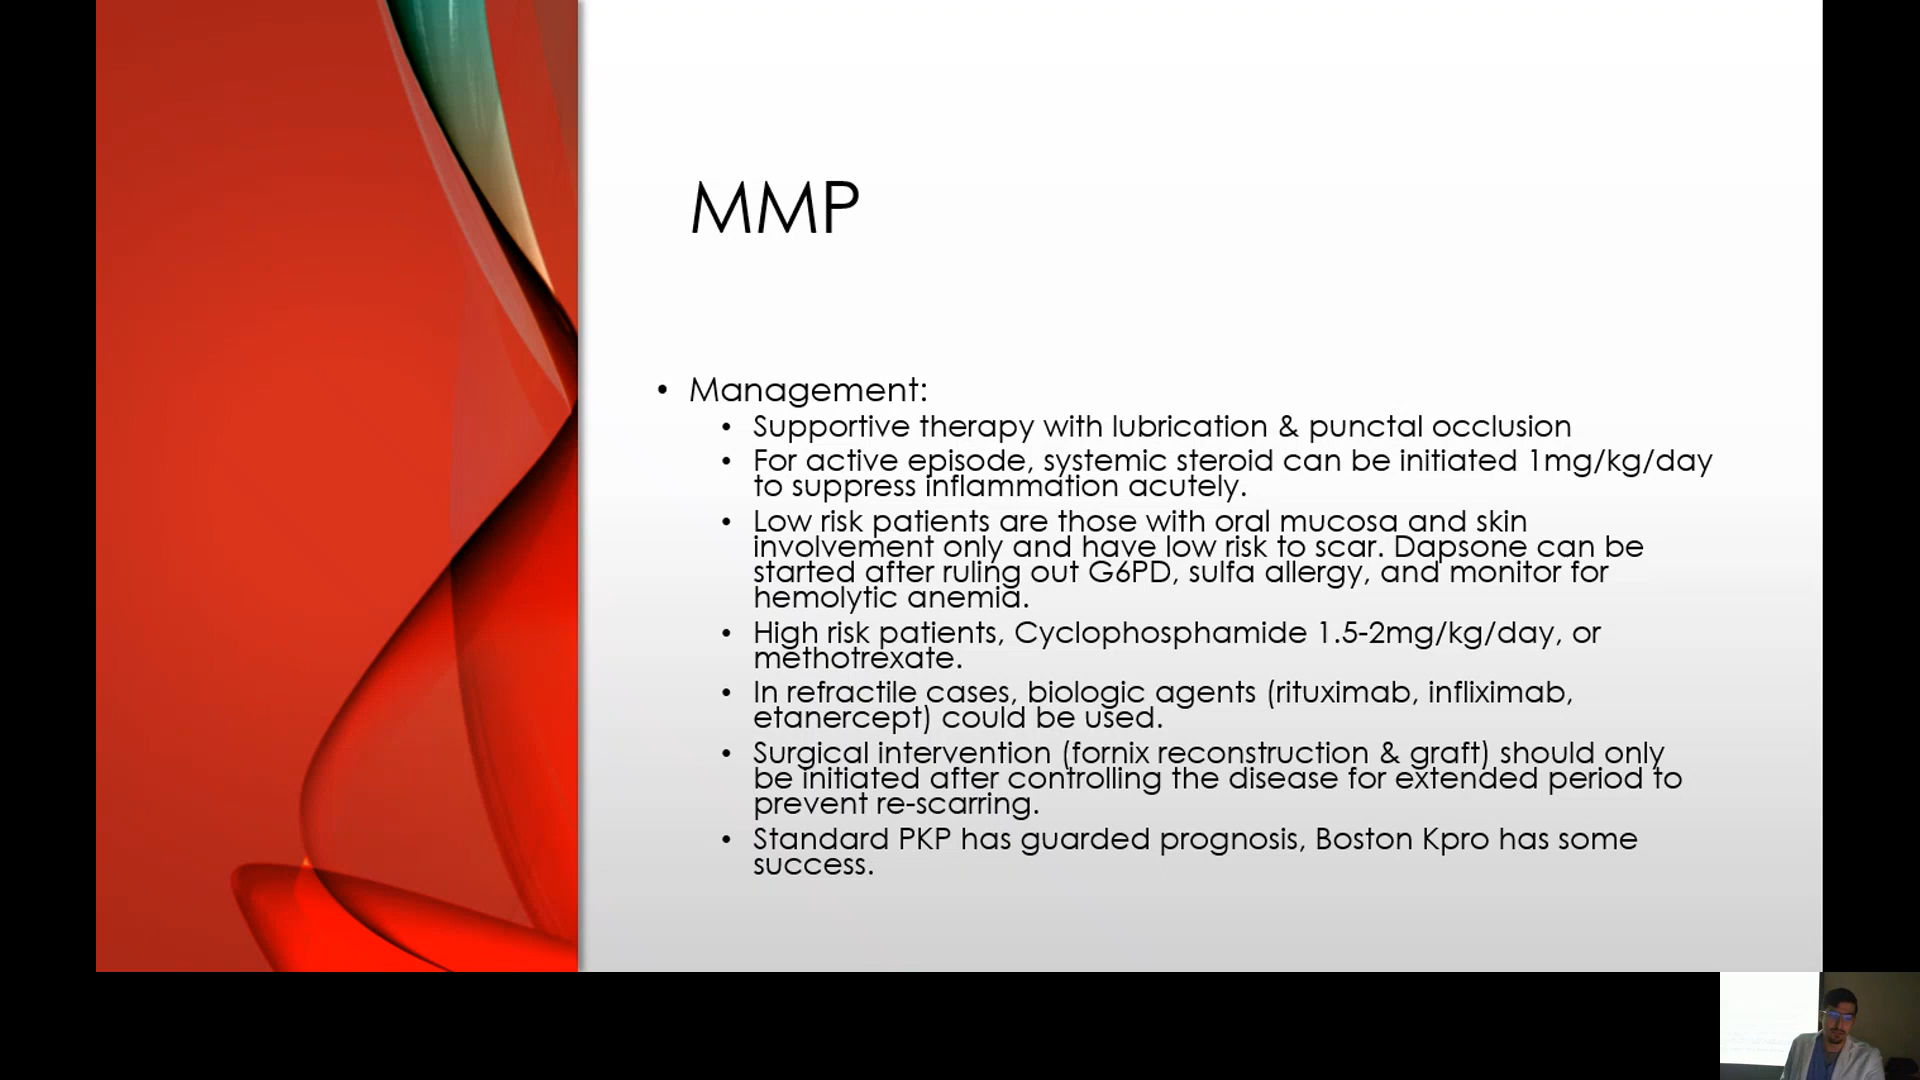 MMP
• Management:
• Supportive therapy with lubrication & punctal occlusion
• For active episode, systemic steroid can be initiated 1mg/kg/day
to suppress inflammation acutely.
• Low risk patients are those with oral mucosa and skin
involvement only and have low risk to scar. Dapsone can be
started after ruling out G6PD, sulfa allergy, and monitor for
hemolytic anemia.
• High risk patients, Cyclophosphamide 1.5-2mg/kg/day, or
methotrexate.
• In refractile cases, biologic agents (rituximab, infliximab,
etanercept) could be used.
• Surgical intervention (fornix reconstruction & graft) should only
be initiated after controlling the disease for extended period to
prevent re-scarring.
• Standard PKP has guarded prognosis, Boston Kpro has some
success.